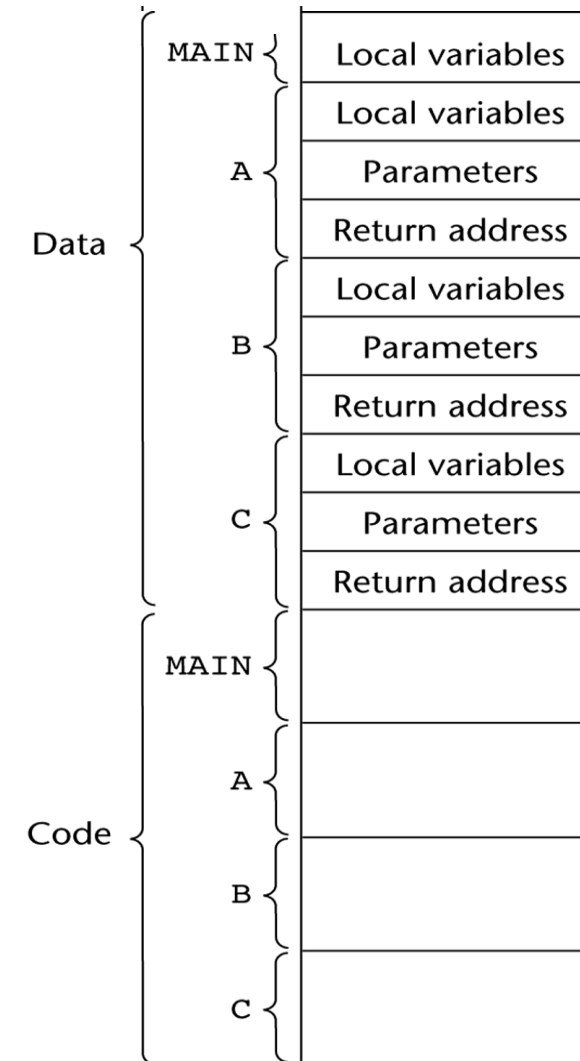 MAIN
Local variables
Local variables
A
Parameters
Data
Return address
Local variables
B
Parameters
Return address
Local variables
C
Parameters
Return address
MAIN
A
Code
B
C